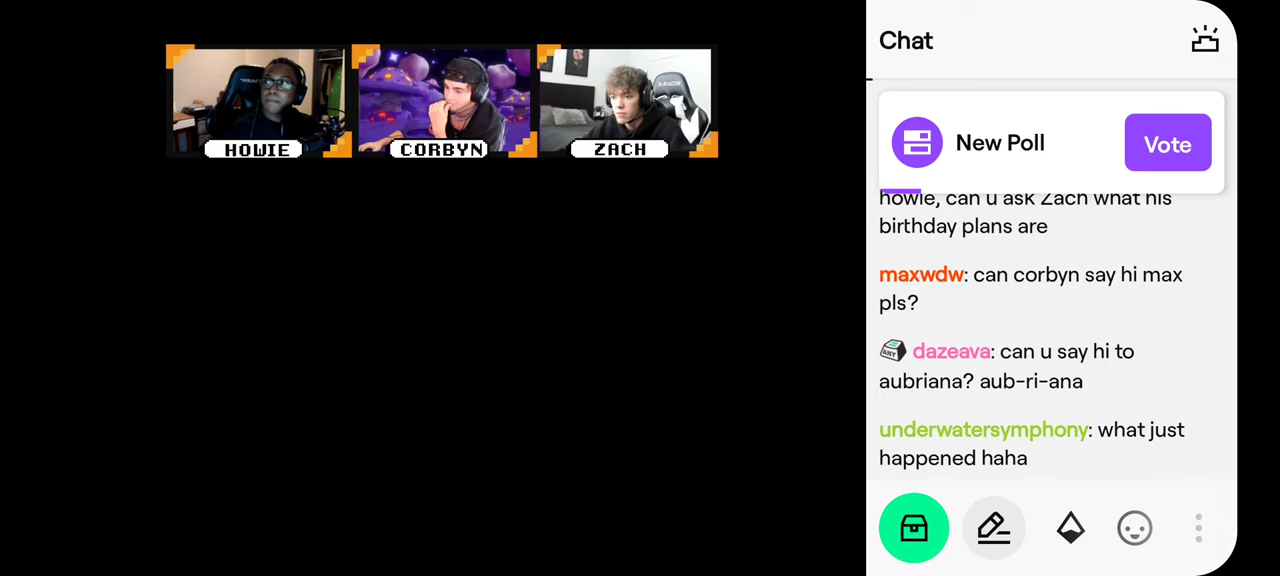 HOWIE
CORBYN
ZACH
Chat
New Poll
Vote
howie, can u ask Zach what his
birthday plans are
maxwdw: can corbyn say hi max
pls?
ANY dazeava: can u say hi to
aubriana? aub-ri-ana
underwatersymphony: what just
happened haha